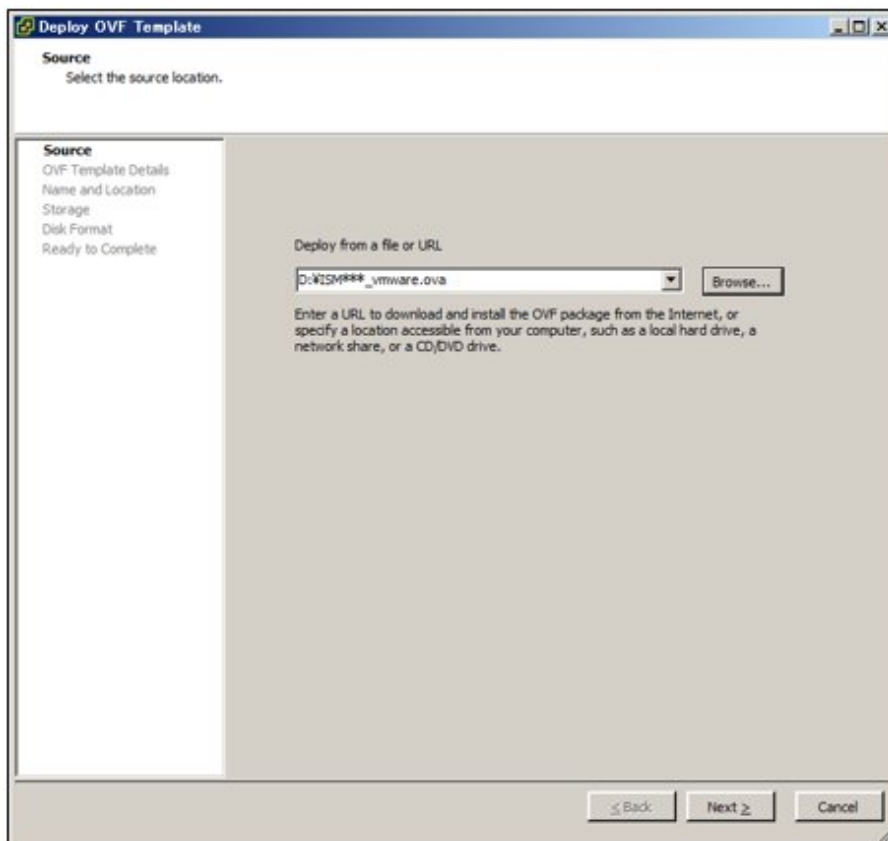 Deploy OVF Template
Source
Select the source location.
Source
OVF Template Details
Name and Location
Storage
Disk Format
Ready to Complete
Deploy from a file or URL
D:¥ISM***_vmware.ova
Browse...
Enter a URL to download and install the OVF package from the Internet, or
specify a location accessible from your computer, such as a local hard drive, a
network share, or a CD/DVD drive.
≤ Back
Next ≥
Cancel